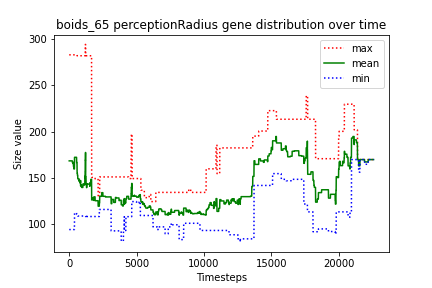 boids_65 perceptionRadius gene distribution over time
300
250
200
150
100
Size value
max
mean
min
0
5000
10000
15000
20000
Timesteps